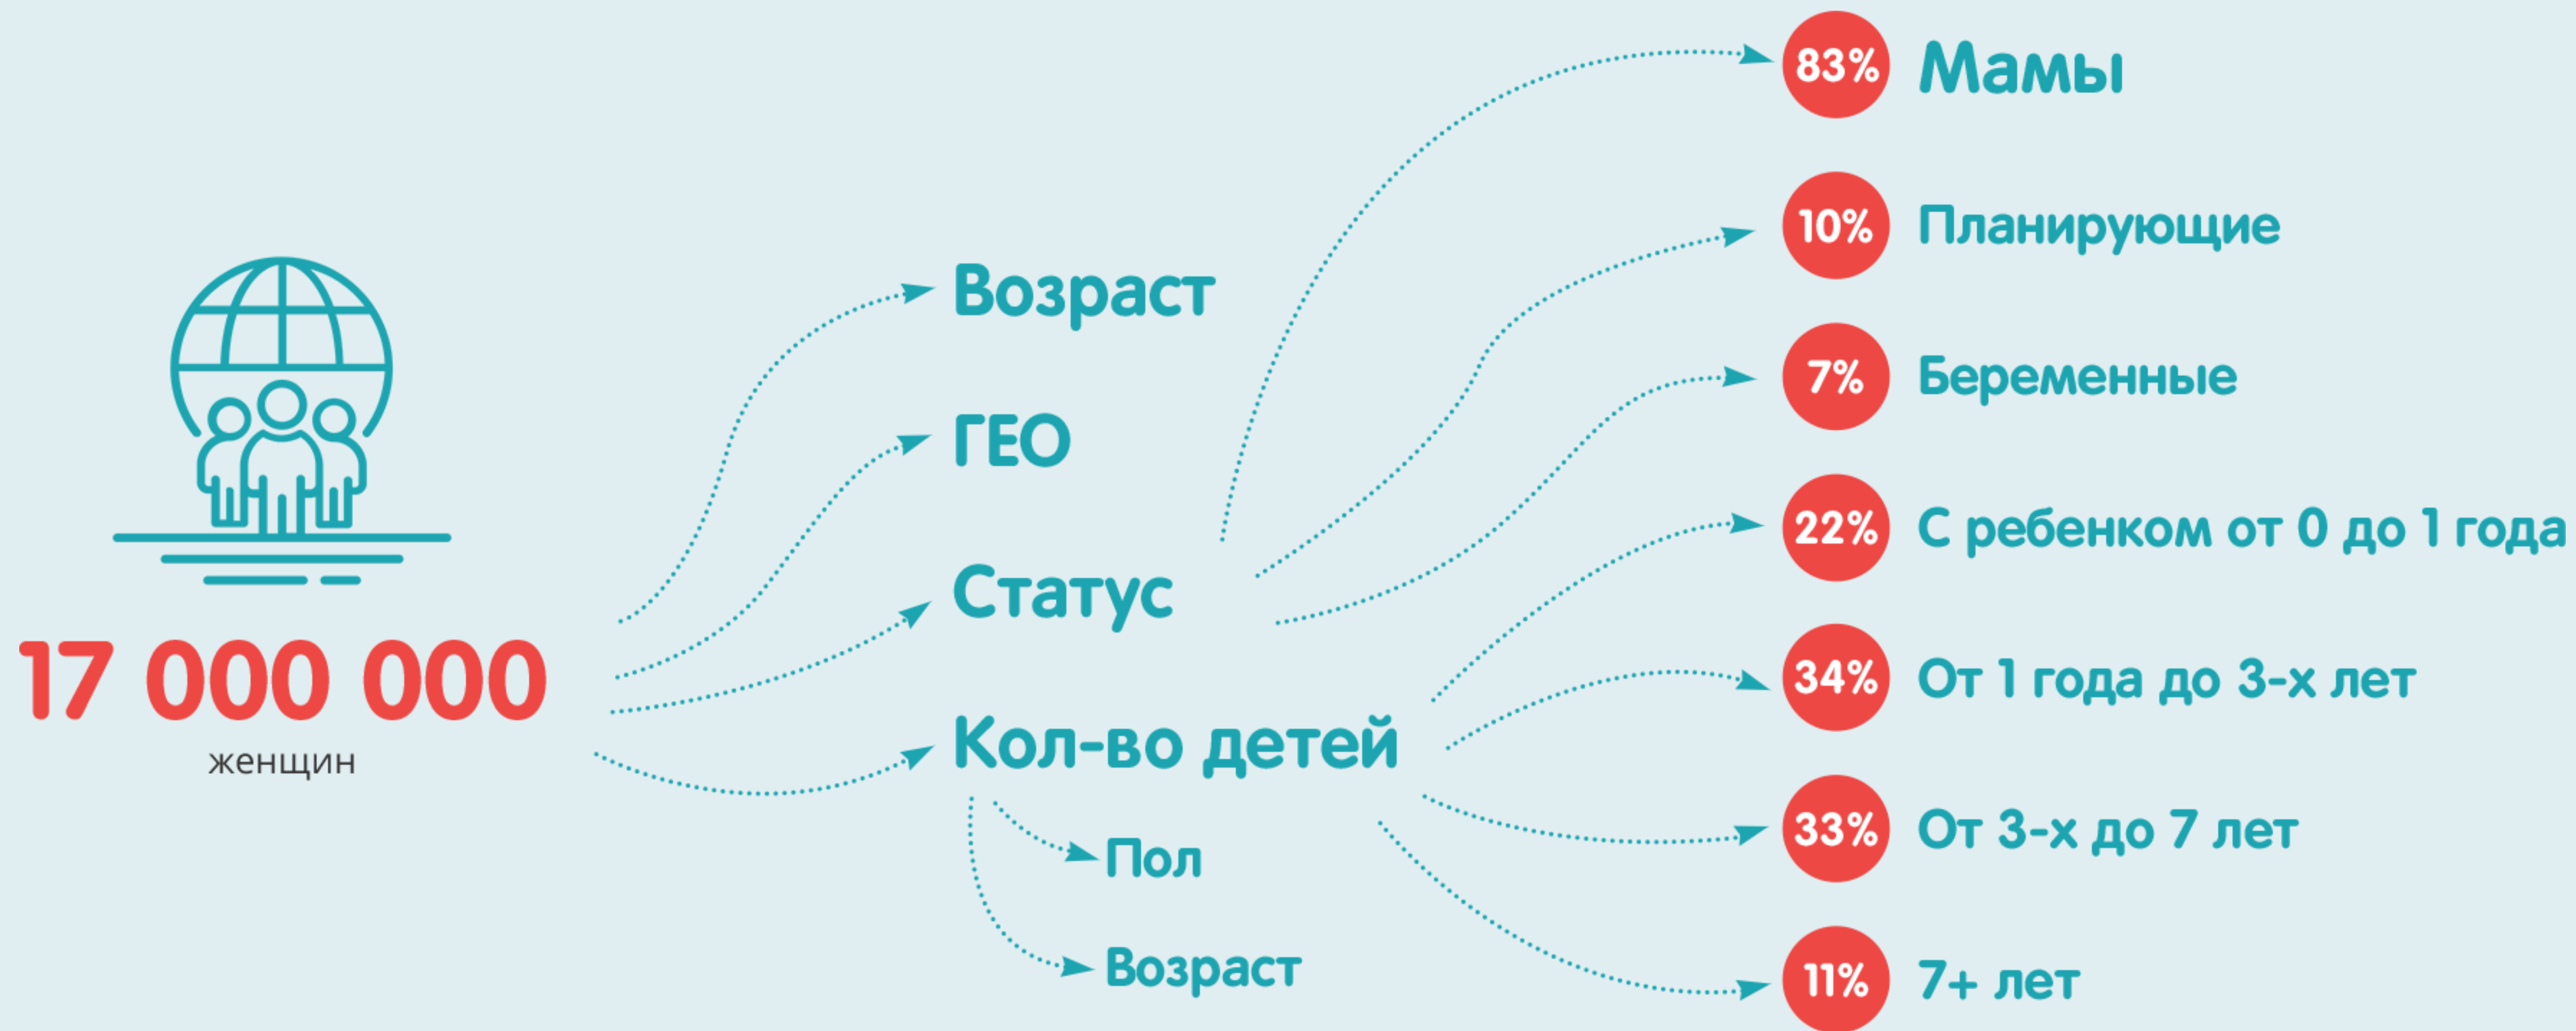 17 000 000
женщин
Возраст
ГЕО
Статус
Кол-во детей
Пол
Возраст
83% Мамы
10% Планирующие
7% Беременные
22% С ребенком от 0 до 1 года
34% От 1 года до 3-х лет
33% От 3-х до 7 лет
11% 7+ лет